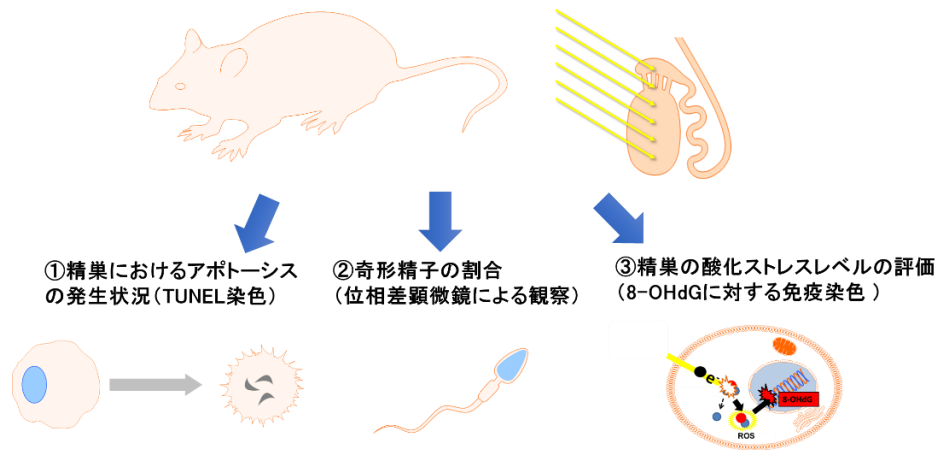 ①精巣におけるアポトーシス
の発生状況（TUNEL染色）
②奇形精子の割合
（位相差顕微鏡による観察）
③精巣の酸化ストレスレベルの評価
（8-OHdGに対する免疫染色 ）
e-
8-OHdG
ROS